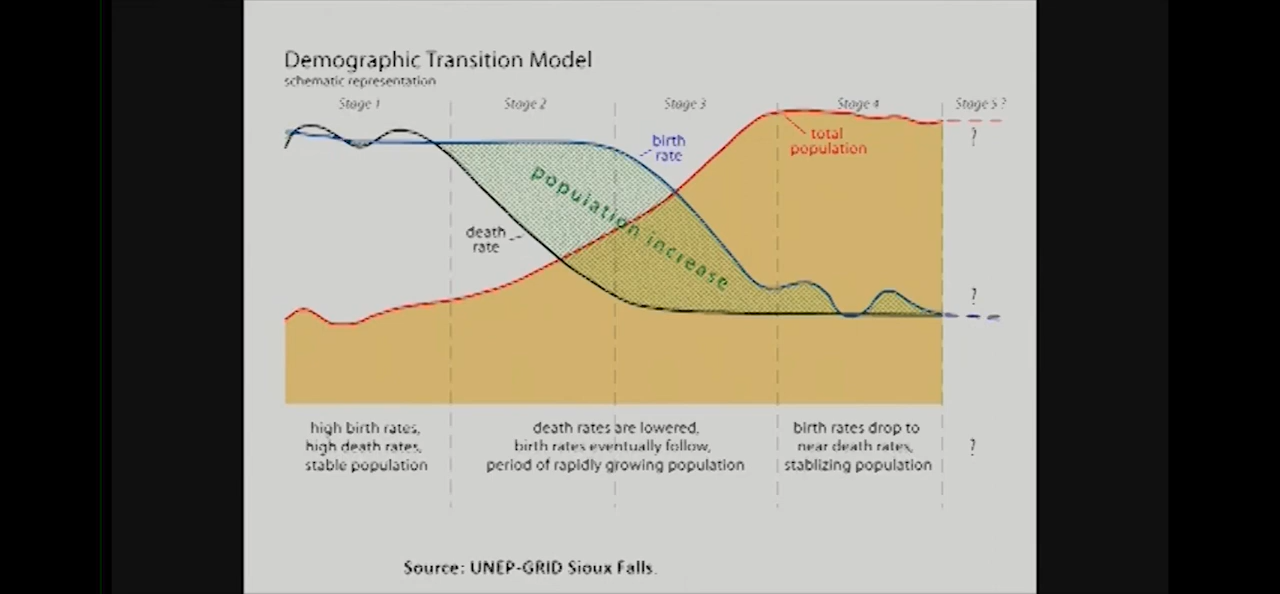 Demographic Transition Model
schematic representation
Stage 1
Stage 2
Stage 3
Stage 4
Stage 5 ?
birth
rate
total
population
?
population increase
death
rate
?
high birth rates,
high death rates,
stable population
death rates are lowered,
birth rates eventually follow,
period of rapidly growing population
birth rates drop to
near death rates,
stablizing population
?
Source: UNEP-GRID Sioux Falls.